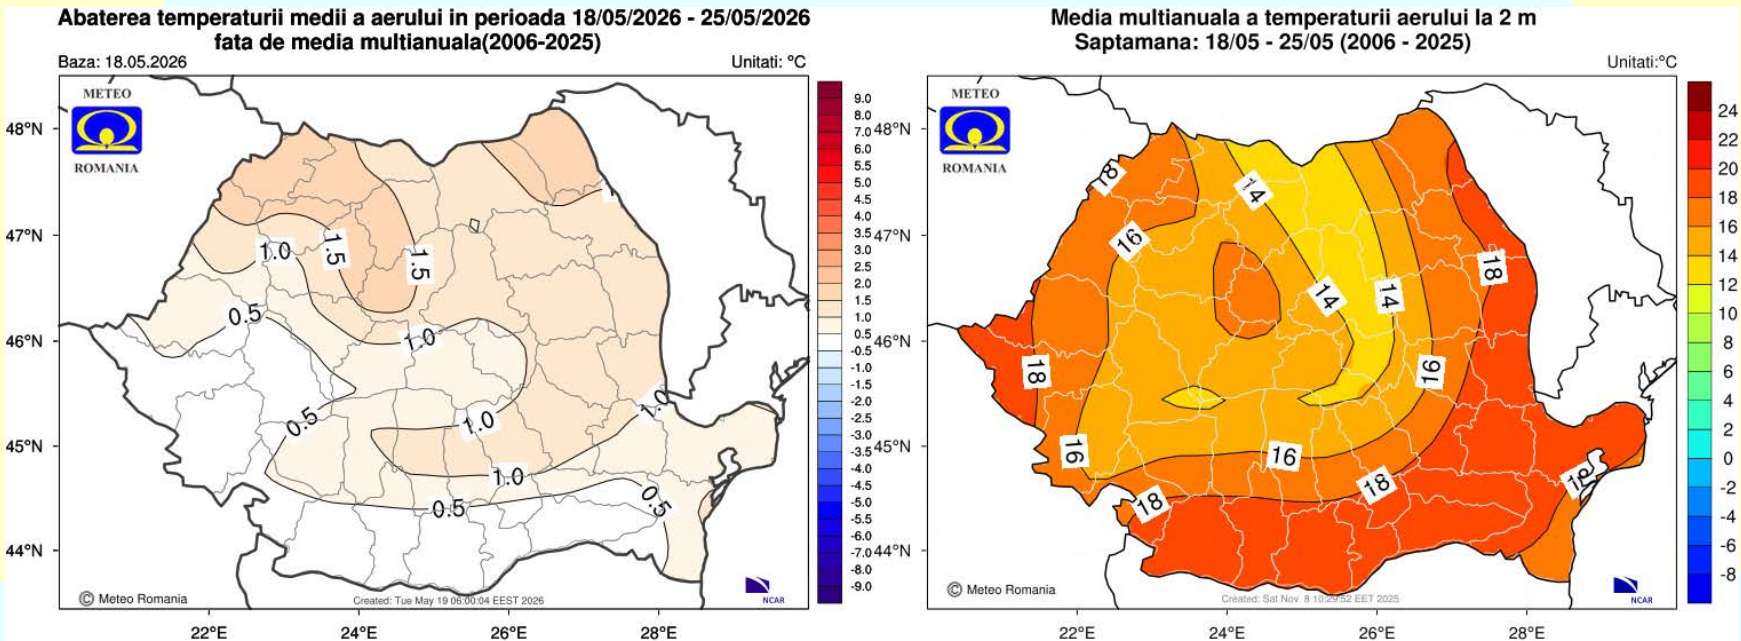 Abaterea temperaturii medii a aerului in perioada 18/05/2026 - 25/05/2026
fata de media multianuala(2006-2025)
Baza: 18.05.2026
Unitati: °C
METEO
ROMANIA
48°N
47°N
46°N
45°N
44°N
22°E
24°E
26°E
28°E
1.0
1.5
1.5
0.5
1.0
1.0
0.5
1.0
1.0
0.5
0.5
9.0
8.0
7.0
6.0
5.5
5.0
4.5
4.0
3.5
3.0
2.5
2.0
1.5
1.0
0.5
-0.5
-1.0
-1.5
-2.0
-2.5
-3.0
-3.5
-4.0
-4.5
-5.0
-5.5
-6.0
-7.0
-8.0
-9.0
© Meteo Romania
Created: Tue May 19 06:00:04 EEST 2026
NCAR
Media multianuala a temperaturii aerului la 2 m
Saptamana: 18/05 - 25/05 (2006 - 2025)
Unitati:°C
METEO
ROMANIA
48°N
47°N
46°N
45°N
44°N
22°E
24°E
26°E
28°E
18
14
16
18
14
14
18
16
16
16
18
18
18
24
22
20
18
16
14
12
10
8
6
4
2
0
-2
-4
-6
-8
© Meteo Romania
Created: Sat Nov 8 10:29:52 EET 2025
NCAR